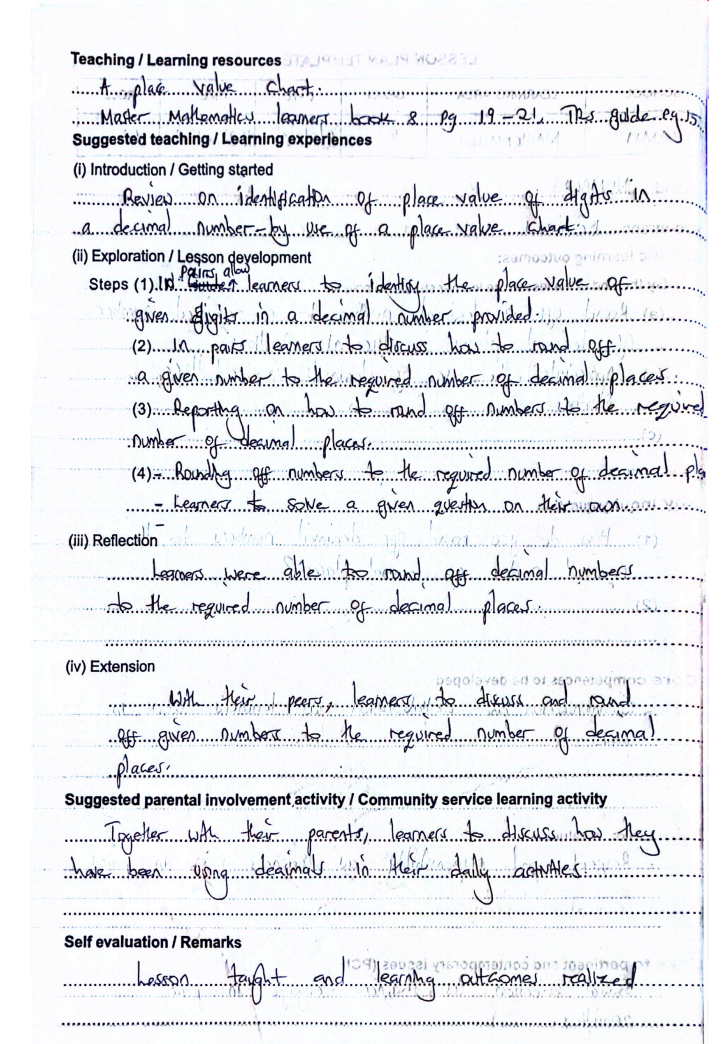 Teaching / Learning resources
A place value chart.
Master Mathematics learners book 8 Pg 19-21. TRs guide pg.15
Suggested teaching / Learning experiences
(i) Introduction / Getting started
Review on identification of place value of digits in
a decimal number - by use of a place value chart.
(ii) Exploration / Lesson development
pairs, allow
Steps (1). In learners to identify the place value of
given digits in a decimal number provided.
(2) In pairs learners to discuss how to round off
a given number to the required number of decimal places.
(3) Reporting on how to round off numbers to the required
number of decimal places.
(4) - Rounding off numbers to the required number of decimal pla
- Learners to solve a given question on their own.
(iii) Reflection
Learners were able to round off decimal numbers
to the required number of decimal places.
(iv) Extension
With their peers, learners to discuss and round
off given numbers to the required number of decimal
places.
Suggested parental involvement activity / Community service learning activity
Together with their parents, learners to discuss how they
have been using decimals in their daily activities
Self evaluation / Remarks
Lesson taught and learning outcomes realized